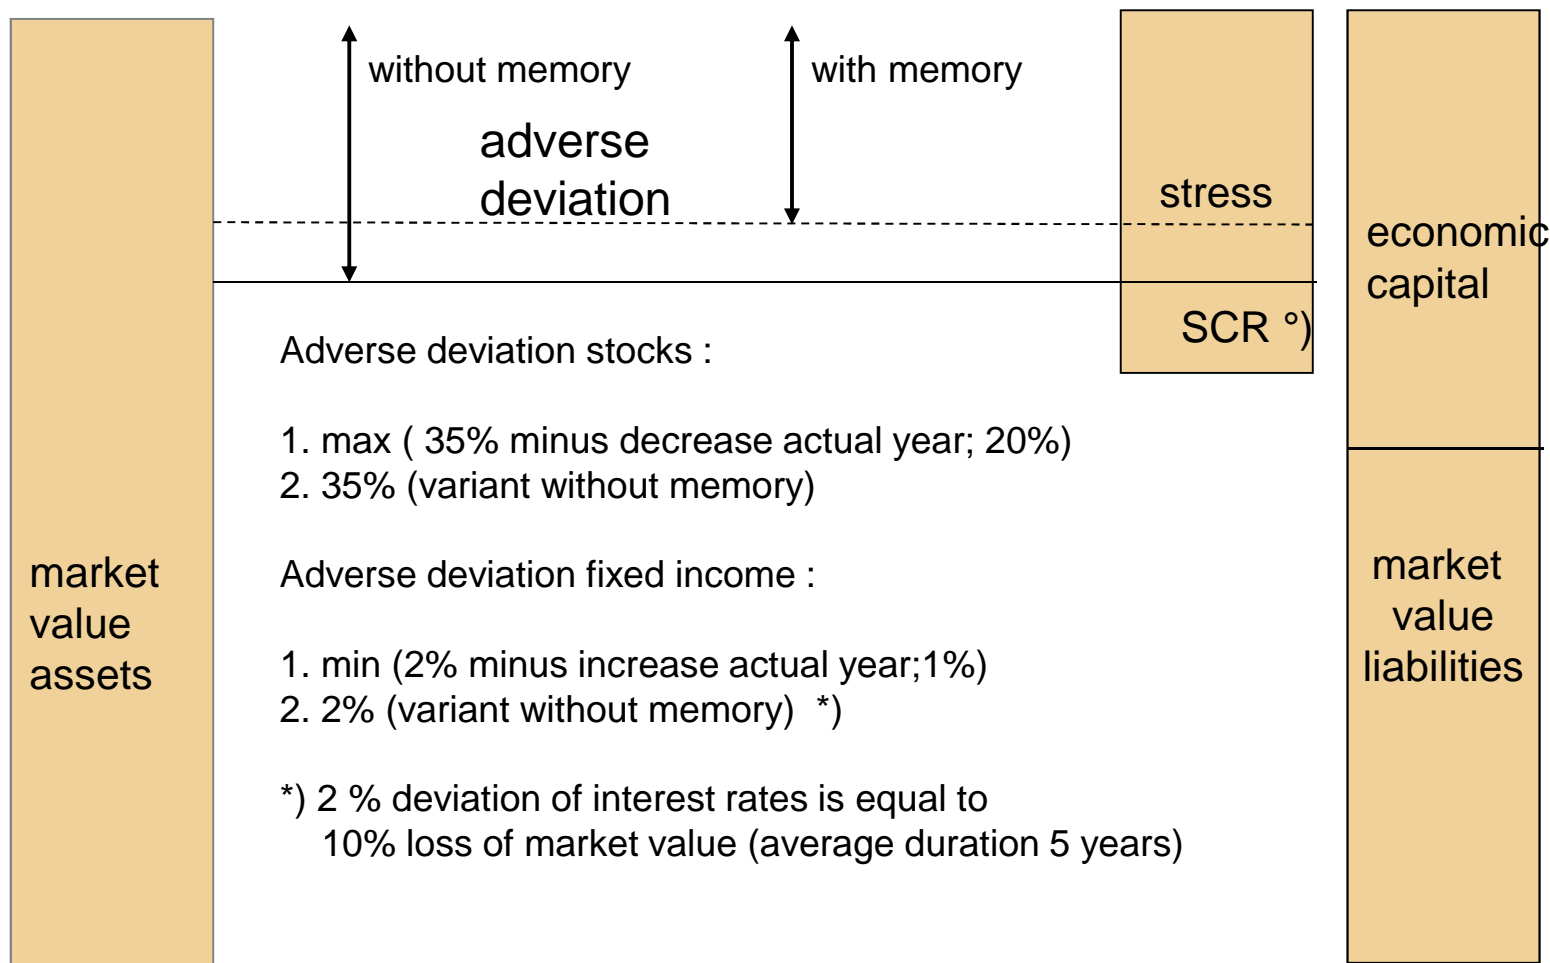 without memory
with memory
adverse
deviation
stress
economic
capital
SCR °)
Adverse deviation stocks :
1. max ( 35% minus decrease actual year; 20%)
2. 35% (variant without memory)
market
value
assets
Adverse deviation fixed income :
1. min (2% minus increase actual year;1%)
2. 2% (variant without memory) *)
*) 2 % deviation of interest rates is equal to
10% loss of market value (average duration 5 years)
market
value
liabilities